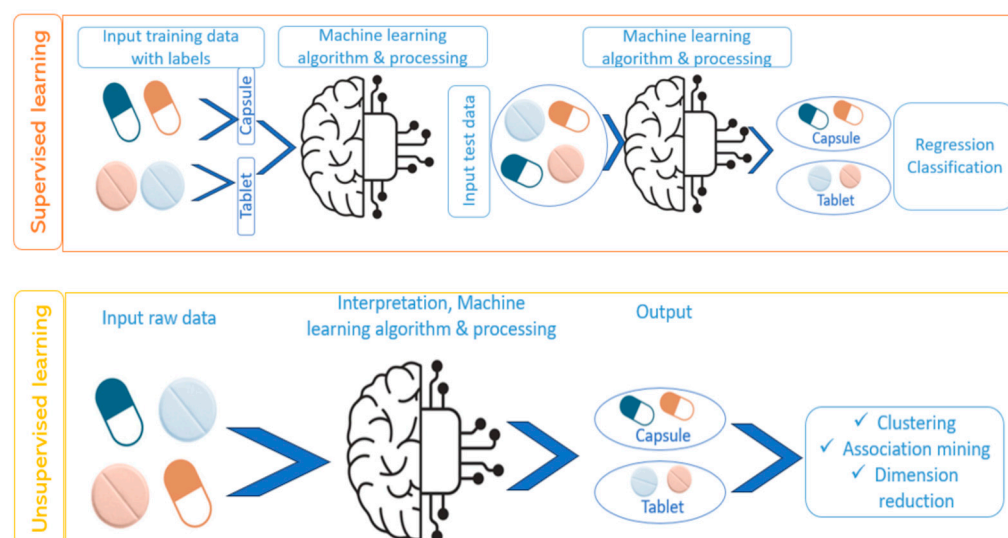 Supervised learning
Input training data
with labels
Capsule
Tablet
Machine learning
algorithm & processing
Input test data
Machine learning
algorithm & processing
Capsule
Tablet
Regression
Classification
Unsupervised learning
Input raw data
Interpretation, Machine
learning algorithm & processing
Output
Capsule
Tablet
✓ Clustering
✓ Association mining
✓ Dimension
reduction